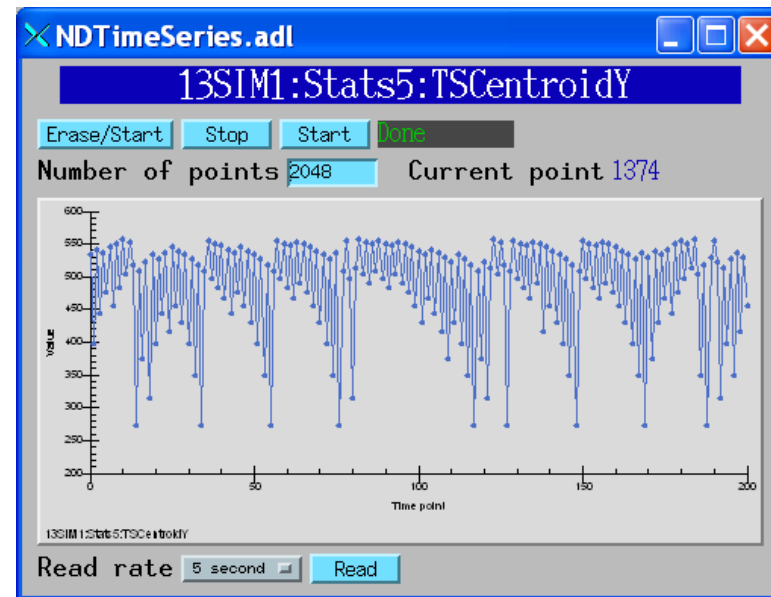 NDTimeSeries.adl
13SIM1:Stats5:TSCentroidY
Erase/Start Stop Start Done
Number of points 2048 Current point 1374
600
550
500
450
400
350
300
250
200
Value
0 50 100 150 200
Time point
13SIM1:Stats5:TSCentroidY
Read rate 5 second Read